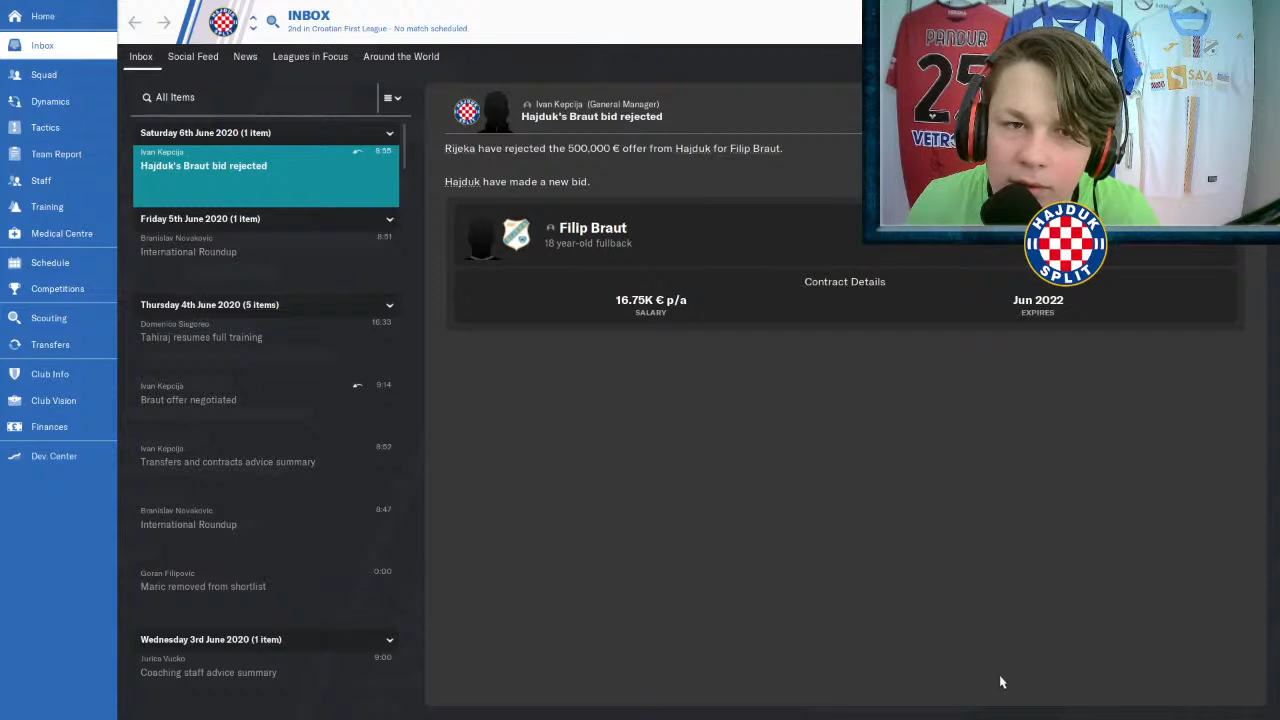 Home
Inbox
Squad
Dynamics
Tactics
Team Report
Staff
Training
Medical Centre
Schedule
Competitions
Scouting
Transfers
Club Info
Club Vision
Finances
Dev. Center
INBOX
2nd in Croatian First League - No match scheduled.
Inbox
Social Feed
News
Leagues in Focus
Around the World
All Items
Saturday 6th June 2020 (1 item)
Ivan Kepcija
8:55
Hajduk's Braut bid rejected
Friday 5th June 2020 (1 item)
Branislav Novakovic
8:51
International Roundup
Thursday 4th June 2020 (5 items)
Domenico Sisgoreo
16:33
Tahiraj resumes full training
Ivan Kepcija
9:14
Braut offer negotiated
Ivan Kepcija
8:52
Transfers and contracts advice summary
Branislav Novakovic
8:47
International Roundup
Goran Filipovic
0:00
Maric removed from shortlist
Wednesday 3rd June 2020 (1 item)
Jurica Vucko
9:00
Coaching staff advice summary
Ivan Kepcija (General Manager)
Hajduk's Braut bid rejected
Rijeka have rejected the 500,000 € offer from Hajduk for Filip Braut.
Hajduk have made a new bid.
Filip Braut
18 year-old fullback
Contract Details
16.75K € p/a
SALARY
Jun 2022
EXPIRES
PANDUR
HAJDUK
SPLIT